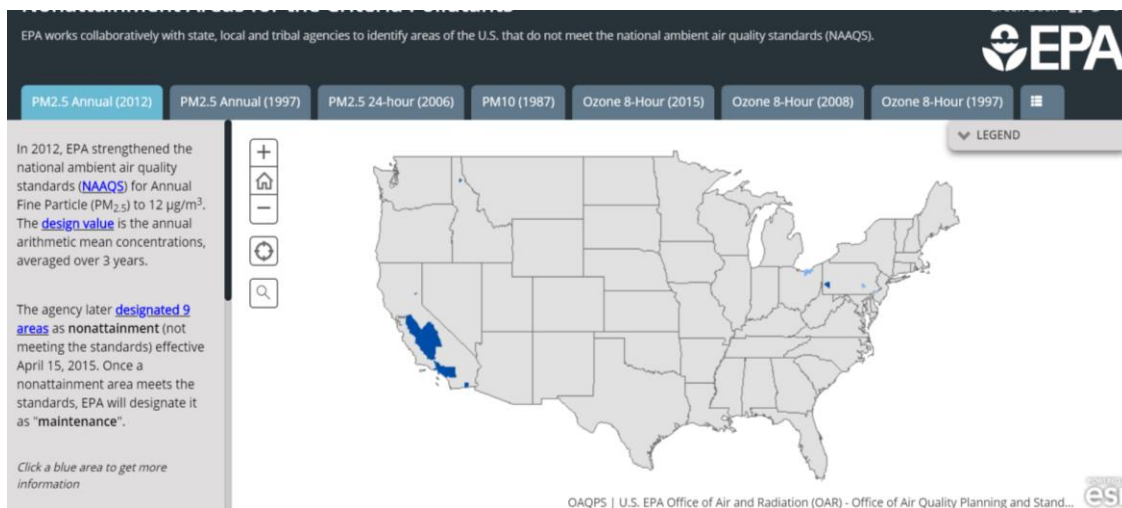 Nonattainment Areas for the Criteria Pollutants
EPA works collaboratively with state, local and tribal agencies to identify areas of the U.S. that do not meet the national ambient air quality standards (NAAQS).
EPA
PM2.5 Annual (2012)
PM2.5 Annual (1997)
PM2.5 24-hour (2006)
PM10 (1987)
Ozone 8-Hour (2015)
Ozone 8-Hour (2008)
Ozone 8-Hour (1997)
LEGEND
In 2012, EPA strengthened the
national ambient air quality
standards (NAAQS) for Annual
Fine Particle (PM2.5) to 12 μg/m³.
The design value is the annual
arithmetic mean concentrations,
averaged over 3 years.
The agency later designated 9
areas as nonattainment (not
meeting the standards) effective
April 15, 2015. Once a
nonattainment area meets the
standards, EPA will designate it
as "maintenance".
Click a blue area to get more
information
OAQPS | U.S. EPA Office of Air and Radiation (OAR) - Office of Air Quality Planning and Stand...
esri